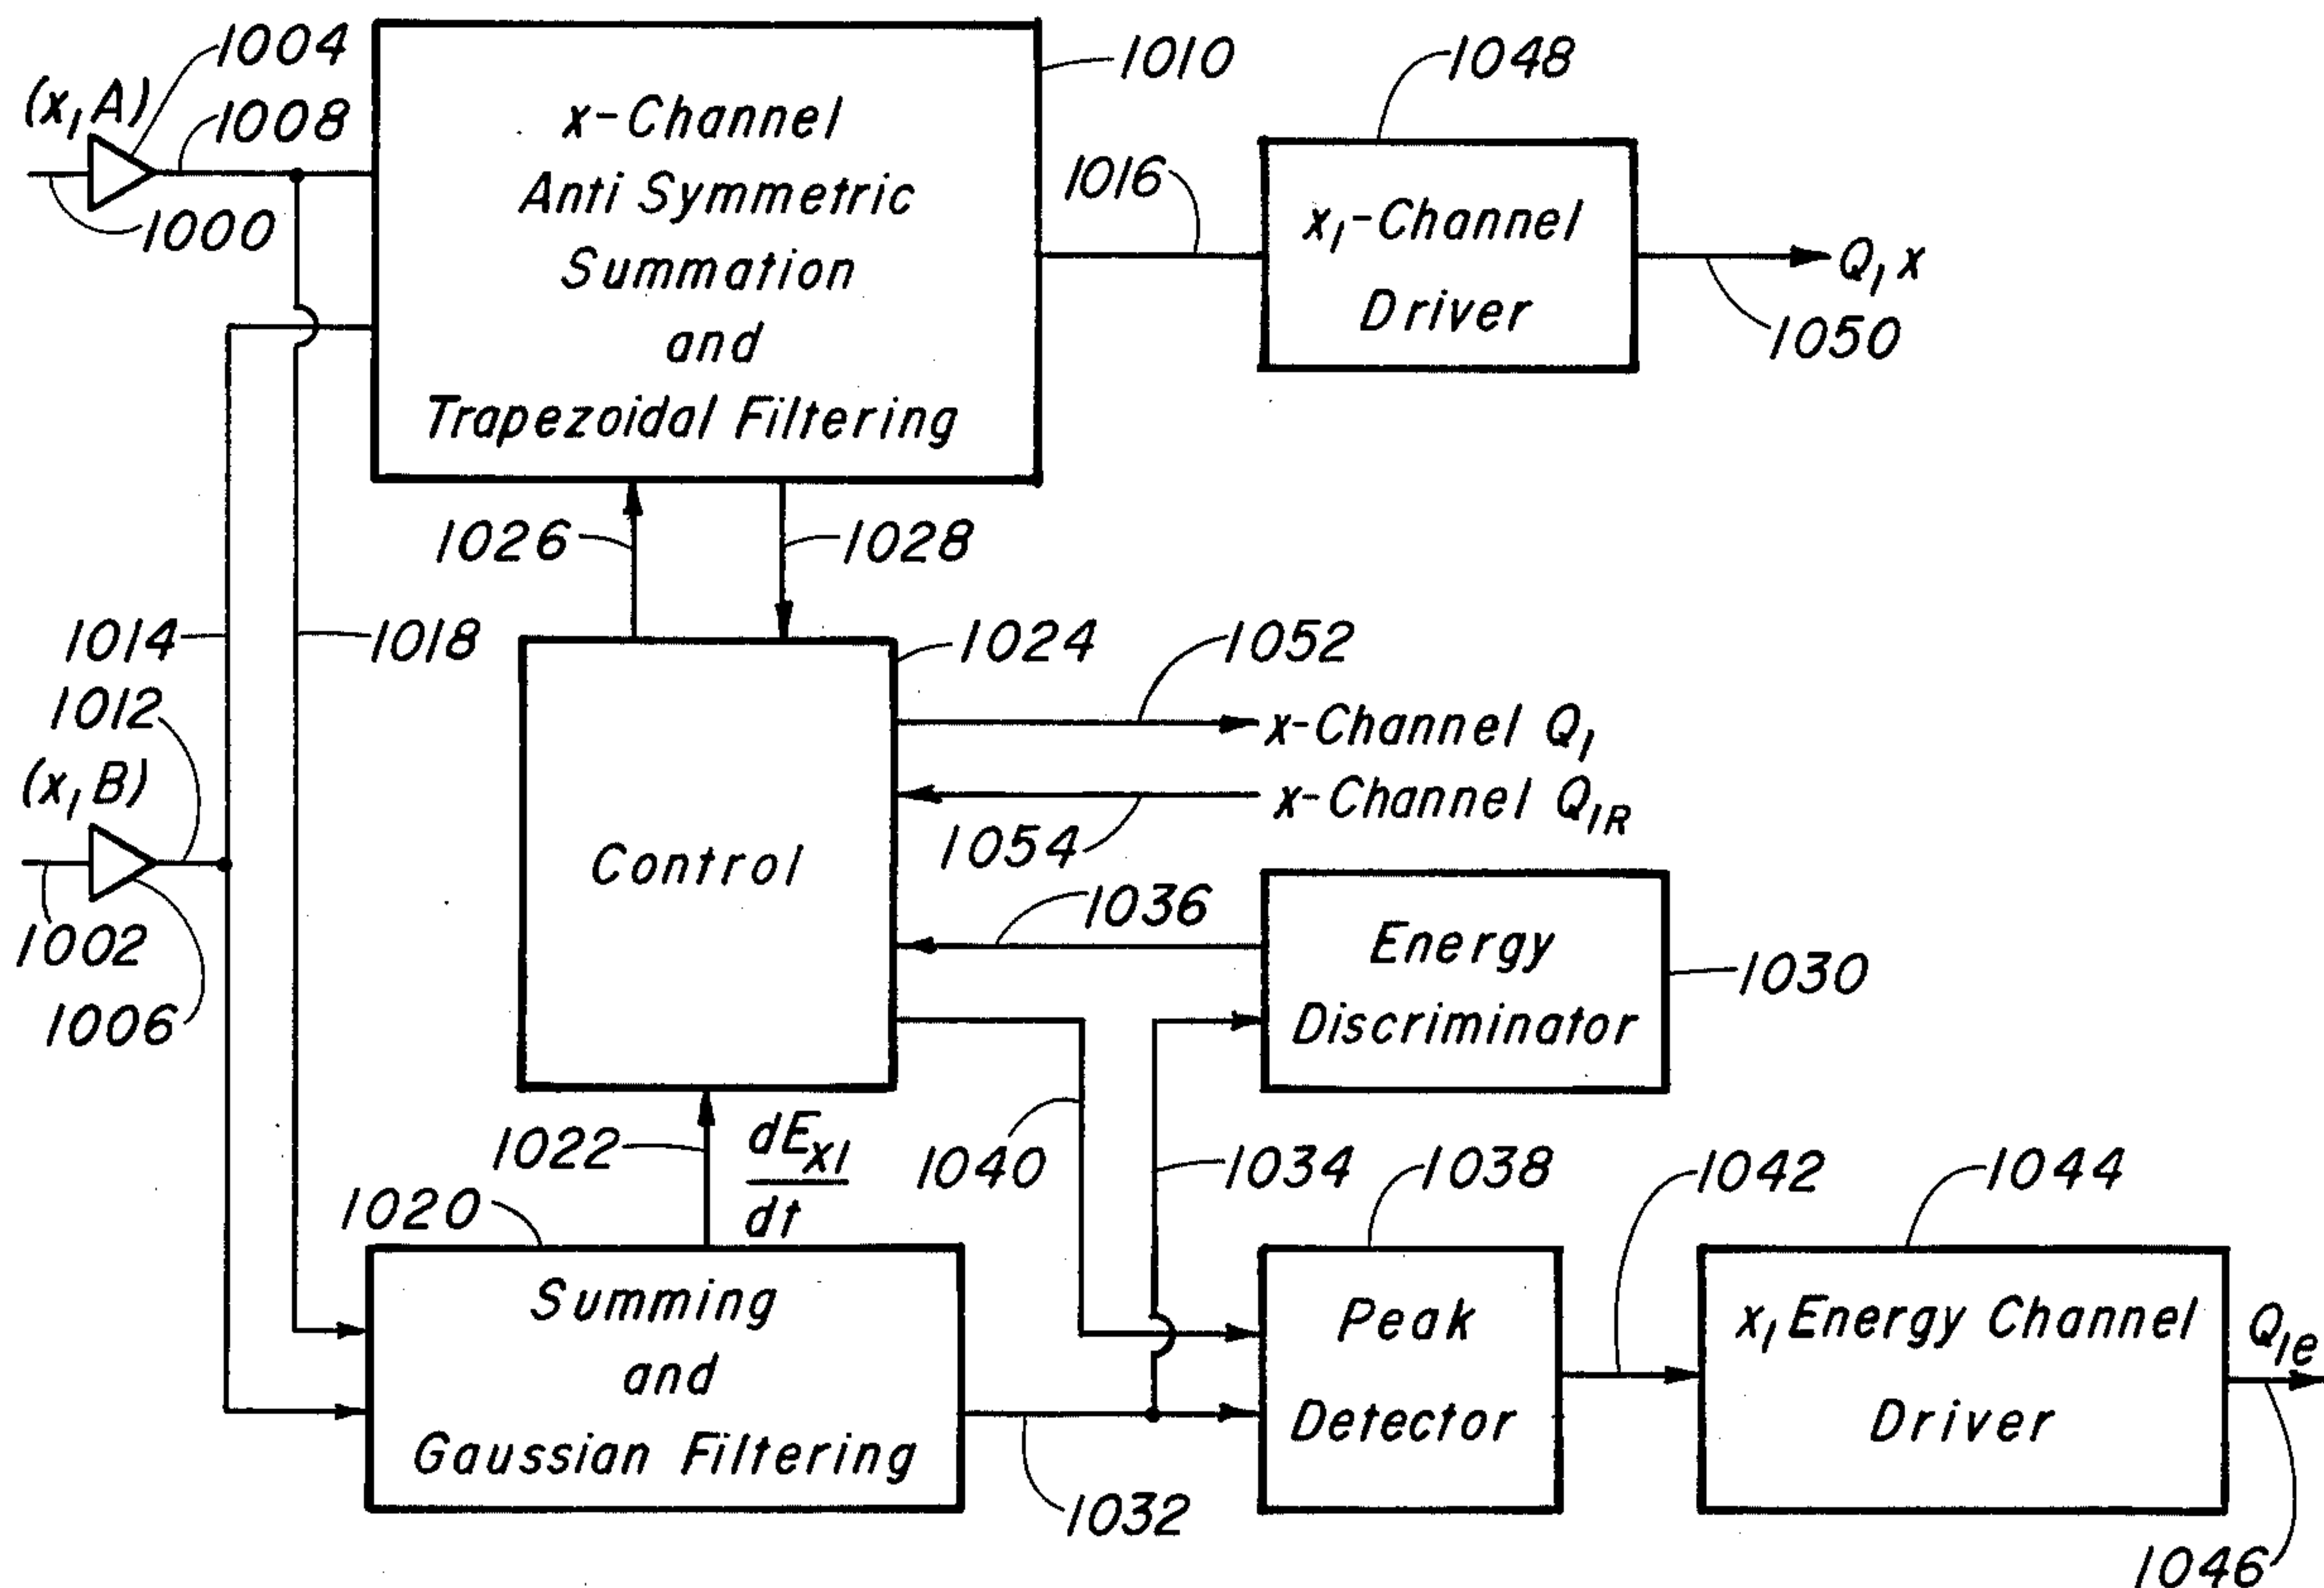 1004
1010
1048
(x₁A)
1008
x-Channel
Anti Symmetric
Summation
and
Trapezoidal Filtering
1000
1016
x₁-Channel
Driver
Q₁x
1050
1026
1028
1014
1018
1024
1052
1012
x-Channel Q₁
(x₁B)
x-Channel Q₁R
1054
Control
1036
1002
Energy
Discriminator
1030
1006
1022
dEx₁
dt
1040
1034
1038
1042
1044
1020
Summing
and
Gaussian Filtering
Peak
Detector
x₁ Energy Channel
Driver
Q₁e
1032
1046